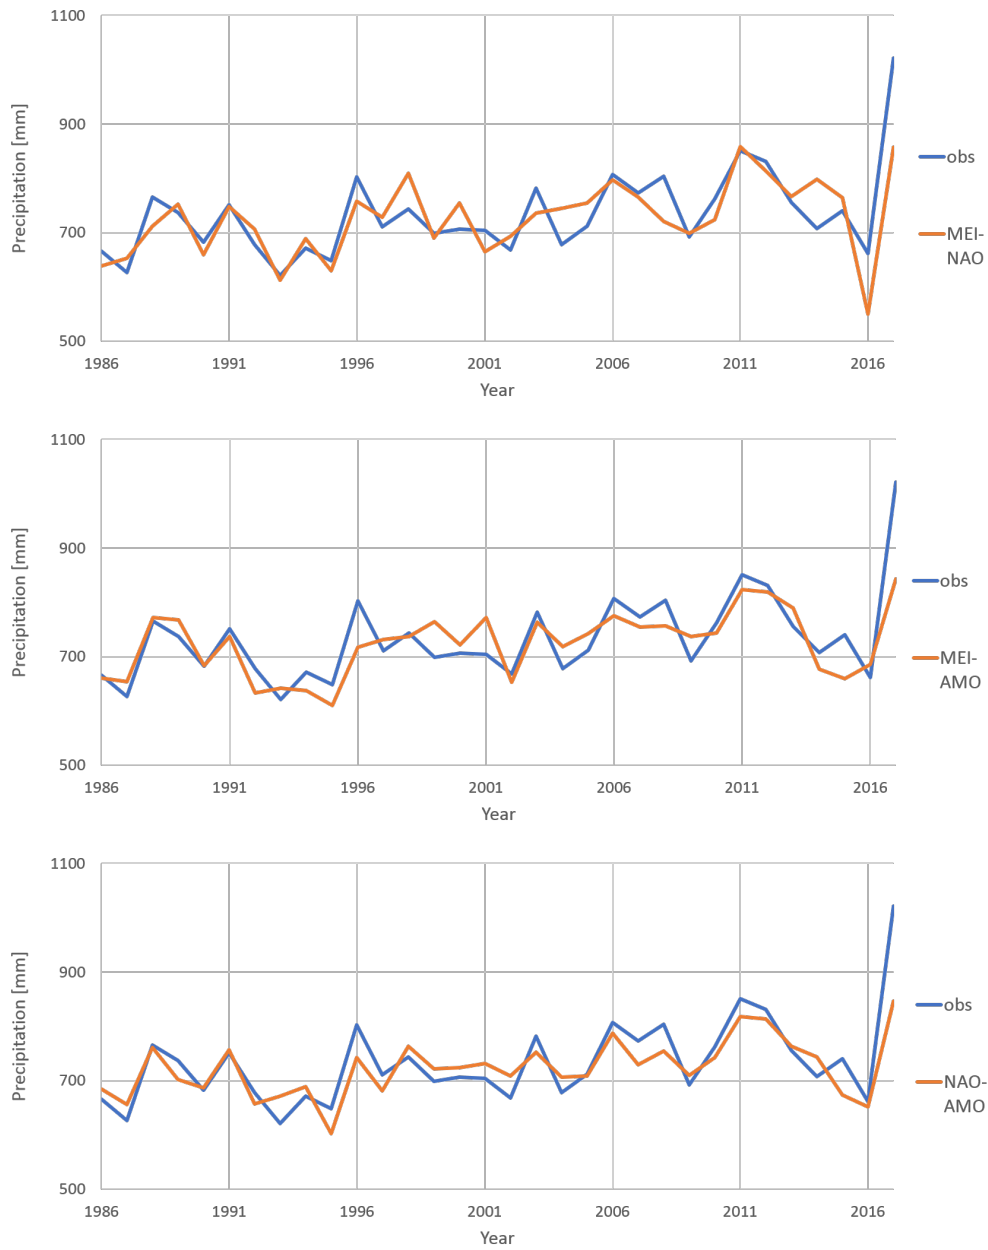 1100
900
700
500
Precipitation [mm]
1986 1991 1996 2001 2006 2011 2016
Year
obs
MEI-
NAO
1100
900
700
500
Precipitation [mm]
1986 1991 1996 2001 2006 2011 2016
Year
obs
MEI-
AMO
1100
900
700
500
Precipitation [mm]
1986 1991 1996 2001 2006 2011 2016
Year
obs
NAO-
AMO